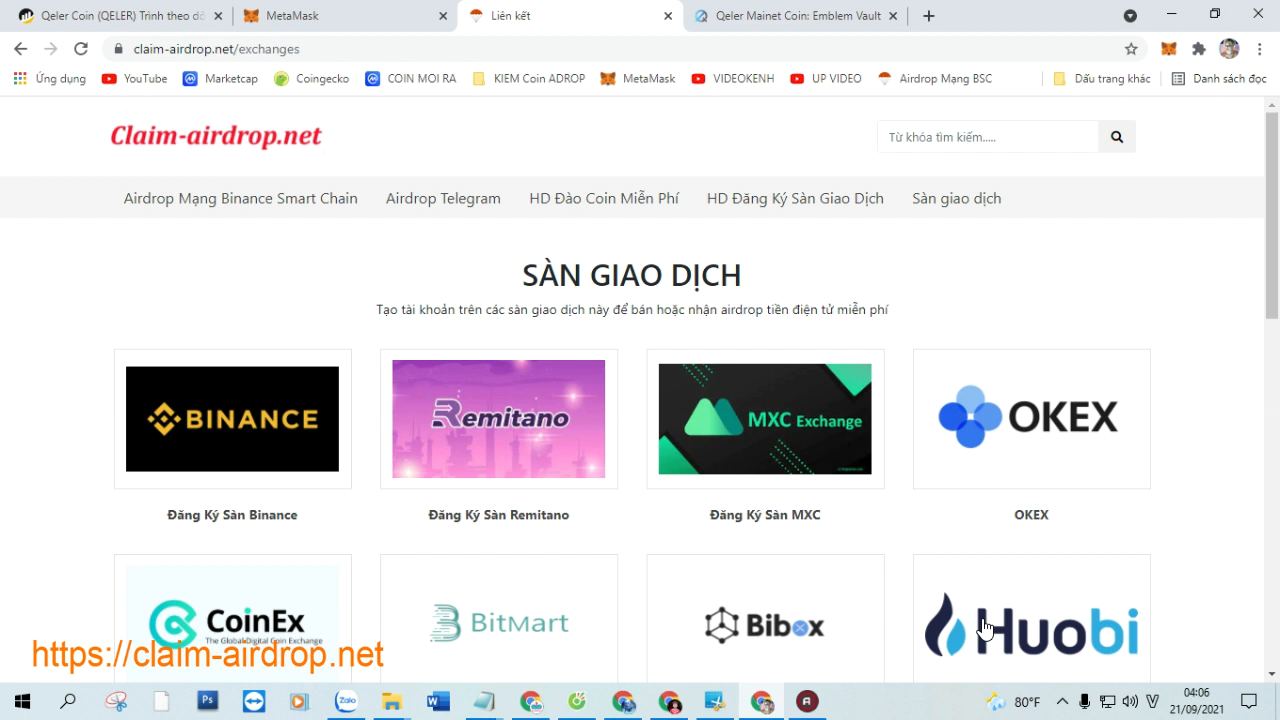 Qeler Coin (QELER) Trình theo dõ
MetaMask
Liên kết
Qeler Mainet Coin: Emblem Vault
claim-airdrop.net/exchanges
Ứng dụng
YouTube
Marketcap
Coingecko
COIN MOI RA
KIEM Coin ADROP
MetaMask
VIDEOKENH
UP VIDEO
Airdrop Mạng BSC
Dấu trang khác
Danh sách đọc
Claim-airdrop.net
Từ khóa tìm kiếm.....
Airdrop Mạng Binance Smart Chain
Airdrop Telegram
HD Đào Coin Miễn Phí
HD Đăng Ký Sàn Giao Dịch
Sàn giao dịch
SÀN GIAO DỊCH
Tạo tài khoản trên các sàn giao dịch này để bán hoặc nhận airdrop tiền điện tử miễn phí
BINANCE
Remitano
MXC Exchange
OKEX
Đăng Ký Sàn Binance
Đăng Ký Sàn Remitano
Đăng Ký Sàn MXC
OKEX
CoinEx
The Global Digital Coin Exchange
BitMart
Bibox
Huobi
https://claim-airdrop.net
Ps
Zalo
W
80°F
V
04:06
21/09/2021